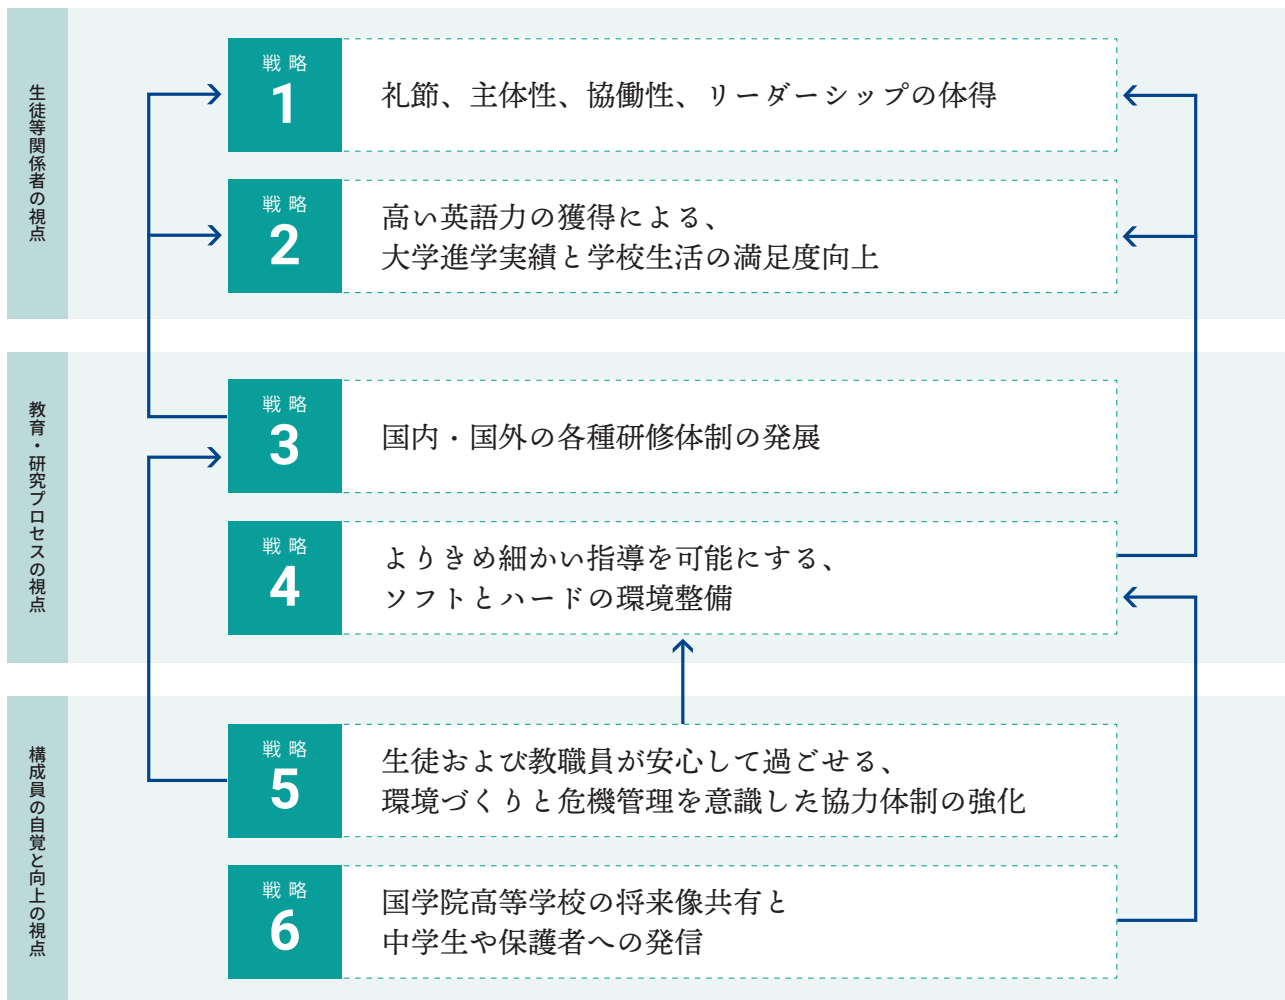 生徒等関係者の視点
戦略
1
礼節、主体性、協働性、リーダーシップの体得
戦略
2
高い英語力の獲得による、
大学進学実績と学校生活の満足度向上
教育・研究プロセスの視点
戦略
3
国内・国外の各種研修体制の発展
戦略
4
よりきめ細かい指導を可能にする、
ソフトとハードの環境整備
構成員の自覚と向上の視点
戦略
5
生徒および教職員が安心して過ごせる、
環境づくりと危機管理を意識した協力体制の強化
戦略
6
国学院高等学校の将来像共有と
中学生や保護者への発信